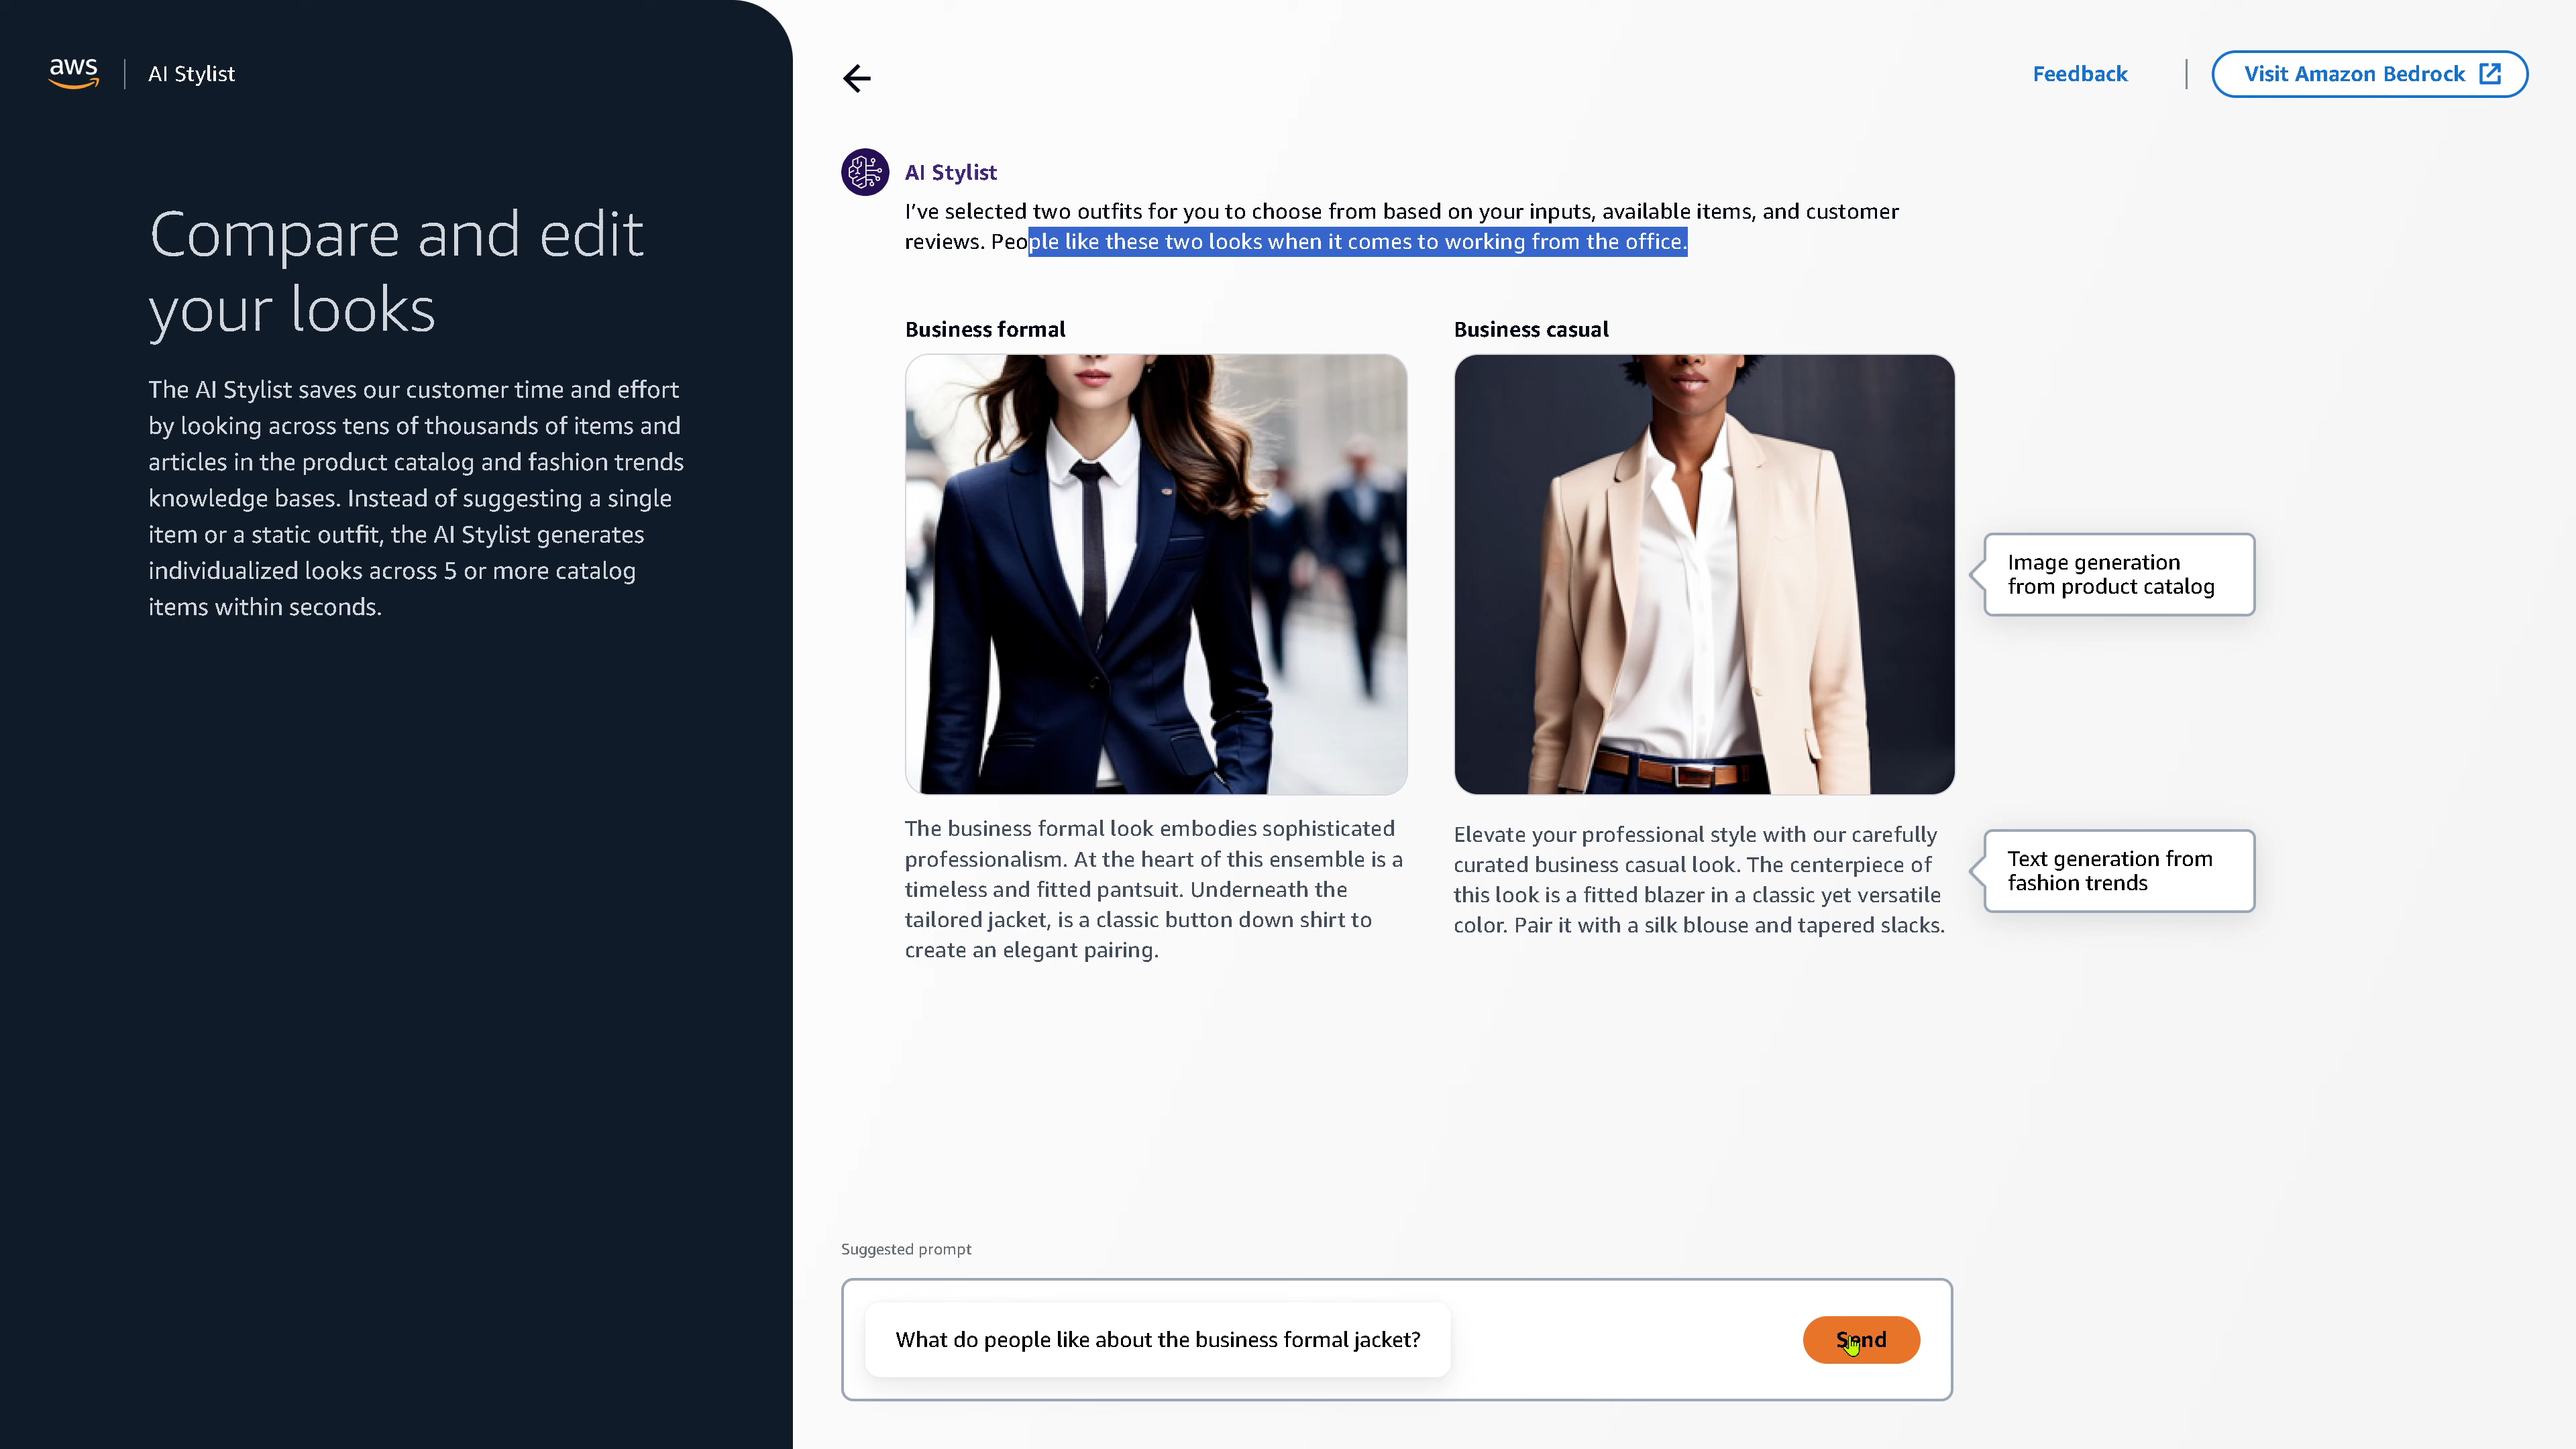 aws
AI Stylist
Compare and edit
your looks
The AI Stylist saves our customer time and effort
by looking across tens of thousands of items and
articles in the product catalog and fashion trends
knowledge bases. Instead of suggesting a single
item or a static outfit, the AI Stylist generates
individualized looks across 5 or more catalog
items within seconds.
Feedback
Visit Amazon Bedrock
AI Stylist
I’ve selected two outfits for you to choose from based on your inputs, available items, and customer
reviews. People like these two looks when it comes to working from the office.
Business formal
The business formal look embodies sophisticated
professionalism. At the heart of this ensemble is a
timeless and fitted pantsuit. Underneath the
tailored jacket, is a classic button down shirt to
create an elegant pairing.
Business casual
Elevate your professional style with our carefully
curated business casual look. The centerpiece of
this look is a fitted blazer in a classic yet versatile
color. Pair it with a silk blouse and tapered slacks.
Image generation
from product catalog
Text generation from
fashion trends
Suggested prompt
What do people like about the business formal jacket?
Send